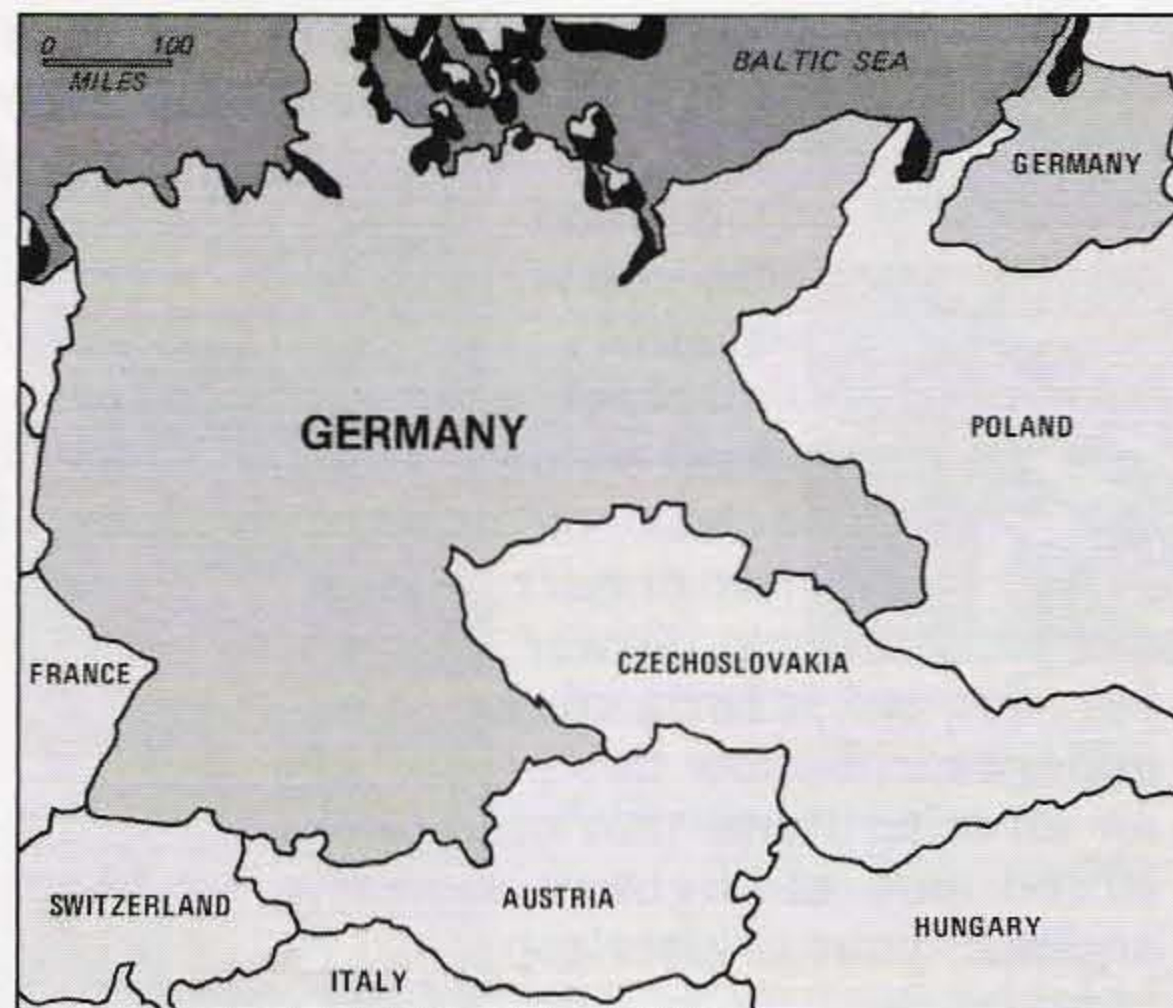 0 100
MILES
BALTIC SEA
GERMANY
GERMANY
POLAND
FRANCE
CZECHOSLOVAKIA
SWITZERLAND
AUSTRIA
HUNGARY
ITALY